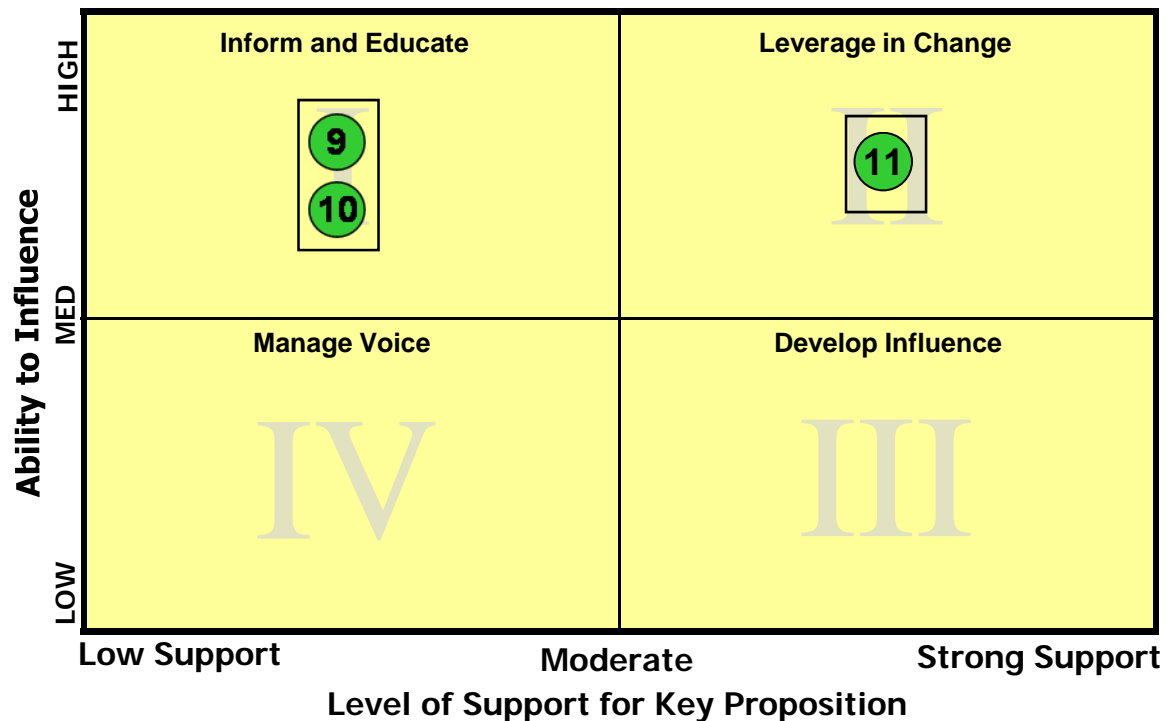 Inform and Educate
Leverage in Change
HIGH
I
II
9
10
11
Ability to Influence
MED
Manage Voice
Develop Influence
IV
III
LOW
Low Support
Moderate
Strong Support
Level of Support for Key Proposition